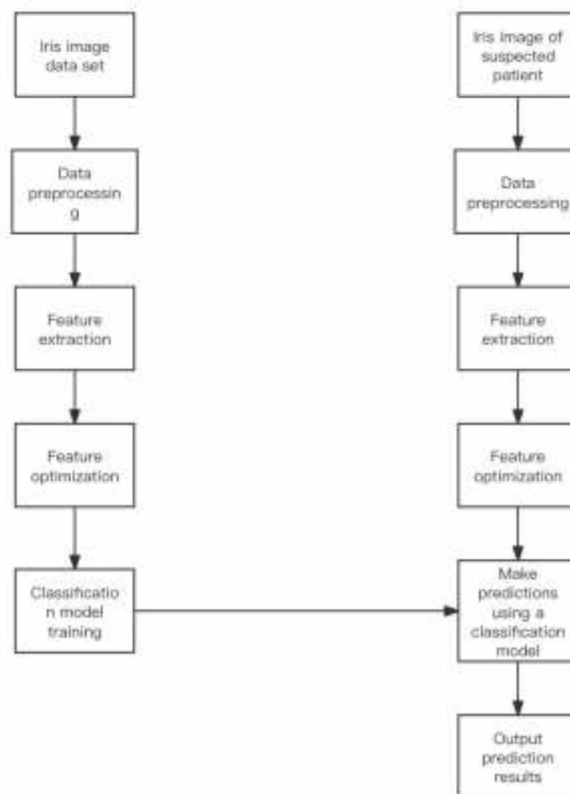 Iris image
data set
Data
preprocessin
g
Feature
extraction
Feature
optimization
Classificatio
n model
training
Iris image of
suspected
patient
Data
preprocessing
Feature
extraction
Feature
optimization
Make
predictions
using a
classification
model
Output
prediction
results